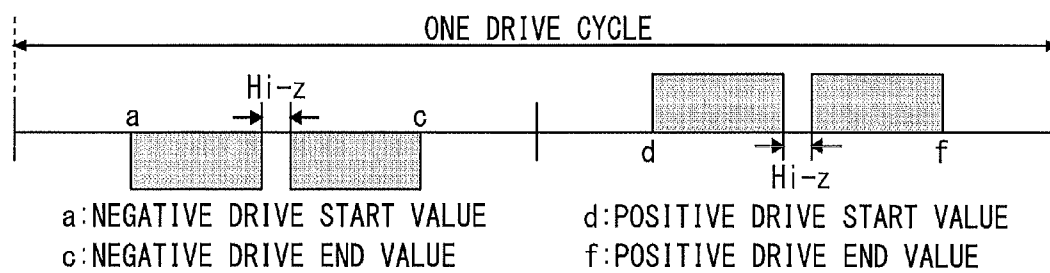 ONE DRIVE CYCLE
Hi-z
a
c
d
f
Hi-z
a:NEGATIVE DRIVE START VALUE
d:POSITIVE DRIVE START VALUE
c:NEGATIVE DRIVE END VALUE
f:POSITIVE DRIVE END VALUE